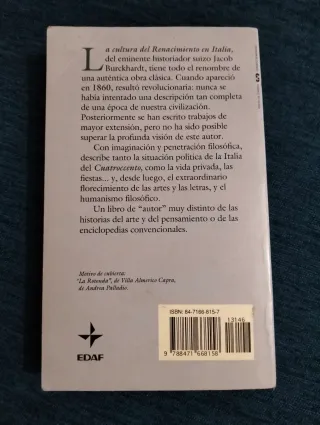 La cultura del Renacimiento en Italia,
del eminente historiador suizo Jacob
Burckhardt, tiene todo el renombre de
una auténtica obra clásica. Cuando apareció
en 1860, resultó revolucionaria: nunca se
había intentado una descripción tan completa
de una época de nuestra civilización.
Posteriormente se han escrito trabajos de
mayor extensión, pero no ha sido posible
superar la profunda visión de este autor.
Con imaginación y penetración filosófica,
describe tanto la situación política de la Italia
del Cuattrocento, como la vida privada, las
fiestas... y, desde luego, el extraordinario
florecimiento de las artes y las letras, y el
humanismo filosófico.
Un libro de “autor” muy distinto de las
historias del arte y del pensamiento o de las
enciclopedias convencionales.
Motivo de cubierta:
"La Rotonda", de Villa Almerico Capra,
de Andrea Palladio
EDAF
ISBN: 84-7166-815-7
13146
9 788471 668158
5